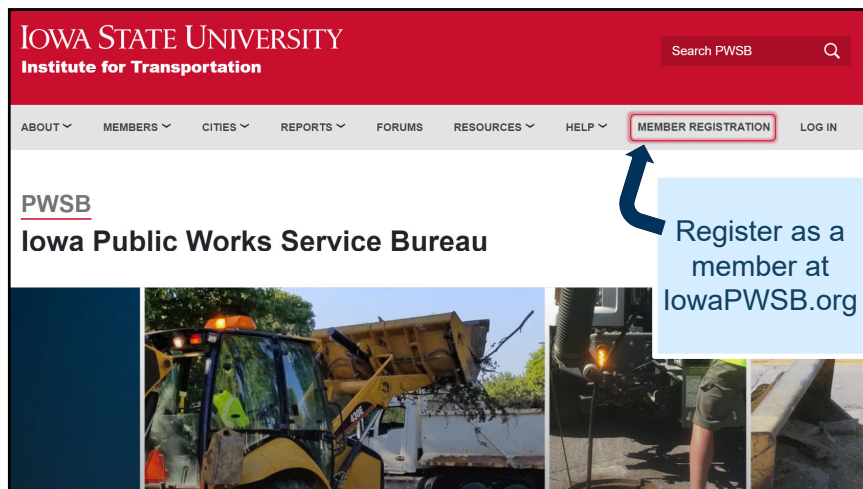 IOWA STATE UNIVERSITY
Institute for Transportation
Search PWSB
ABOUT MEMBERS CITIES REPORTS FORUMS RESOURCES HELP MEMBER REGISTRATION LOG IN
PWSB
Iowa Public Works Service Bureau
Register as a
member at
IowaPWSB.org
430E